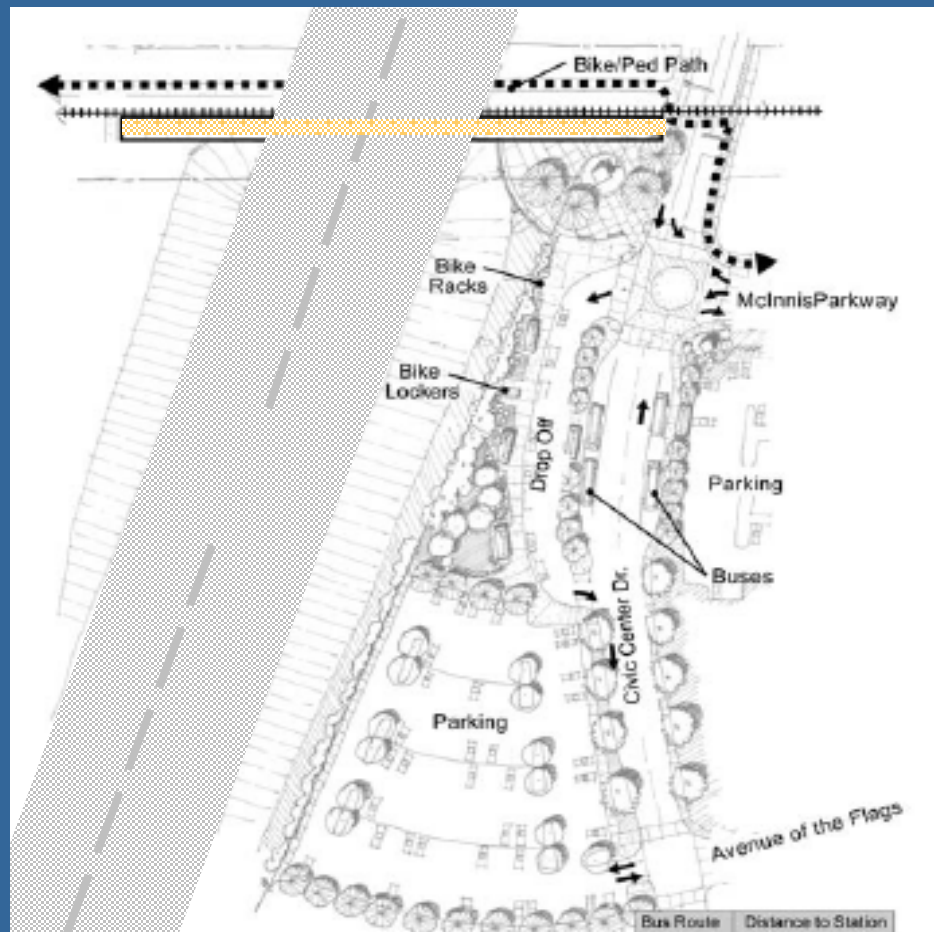 Bike/Ped Path
Bike
Racks
McInnisParkway
Bike
Lockers
Drop Off
Parking
Buses
Civic Center Dr.
Parking
Avenue of the Flags
Bus Route Distance to Station